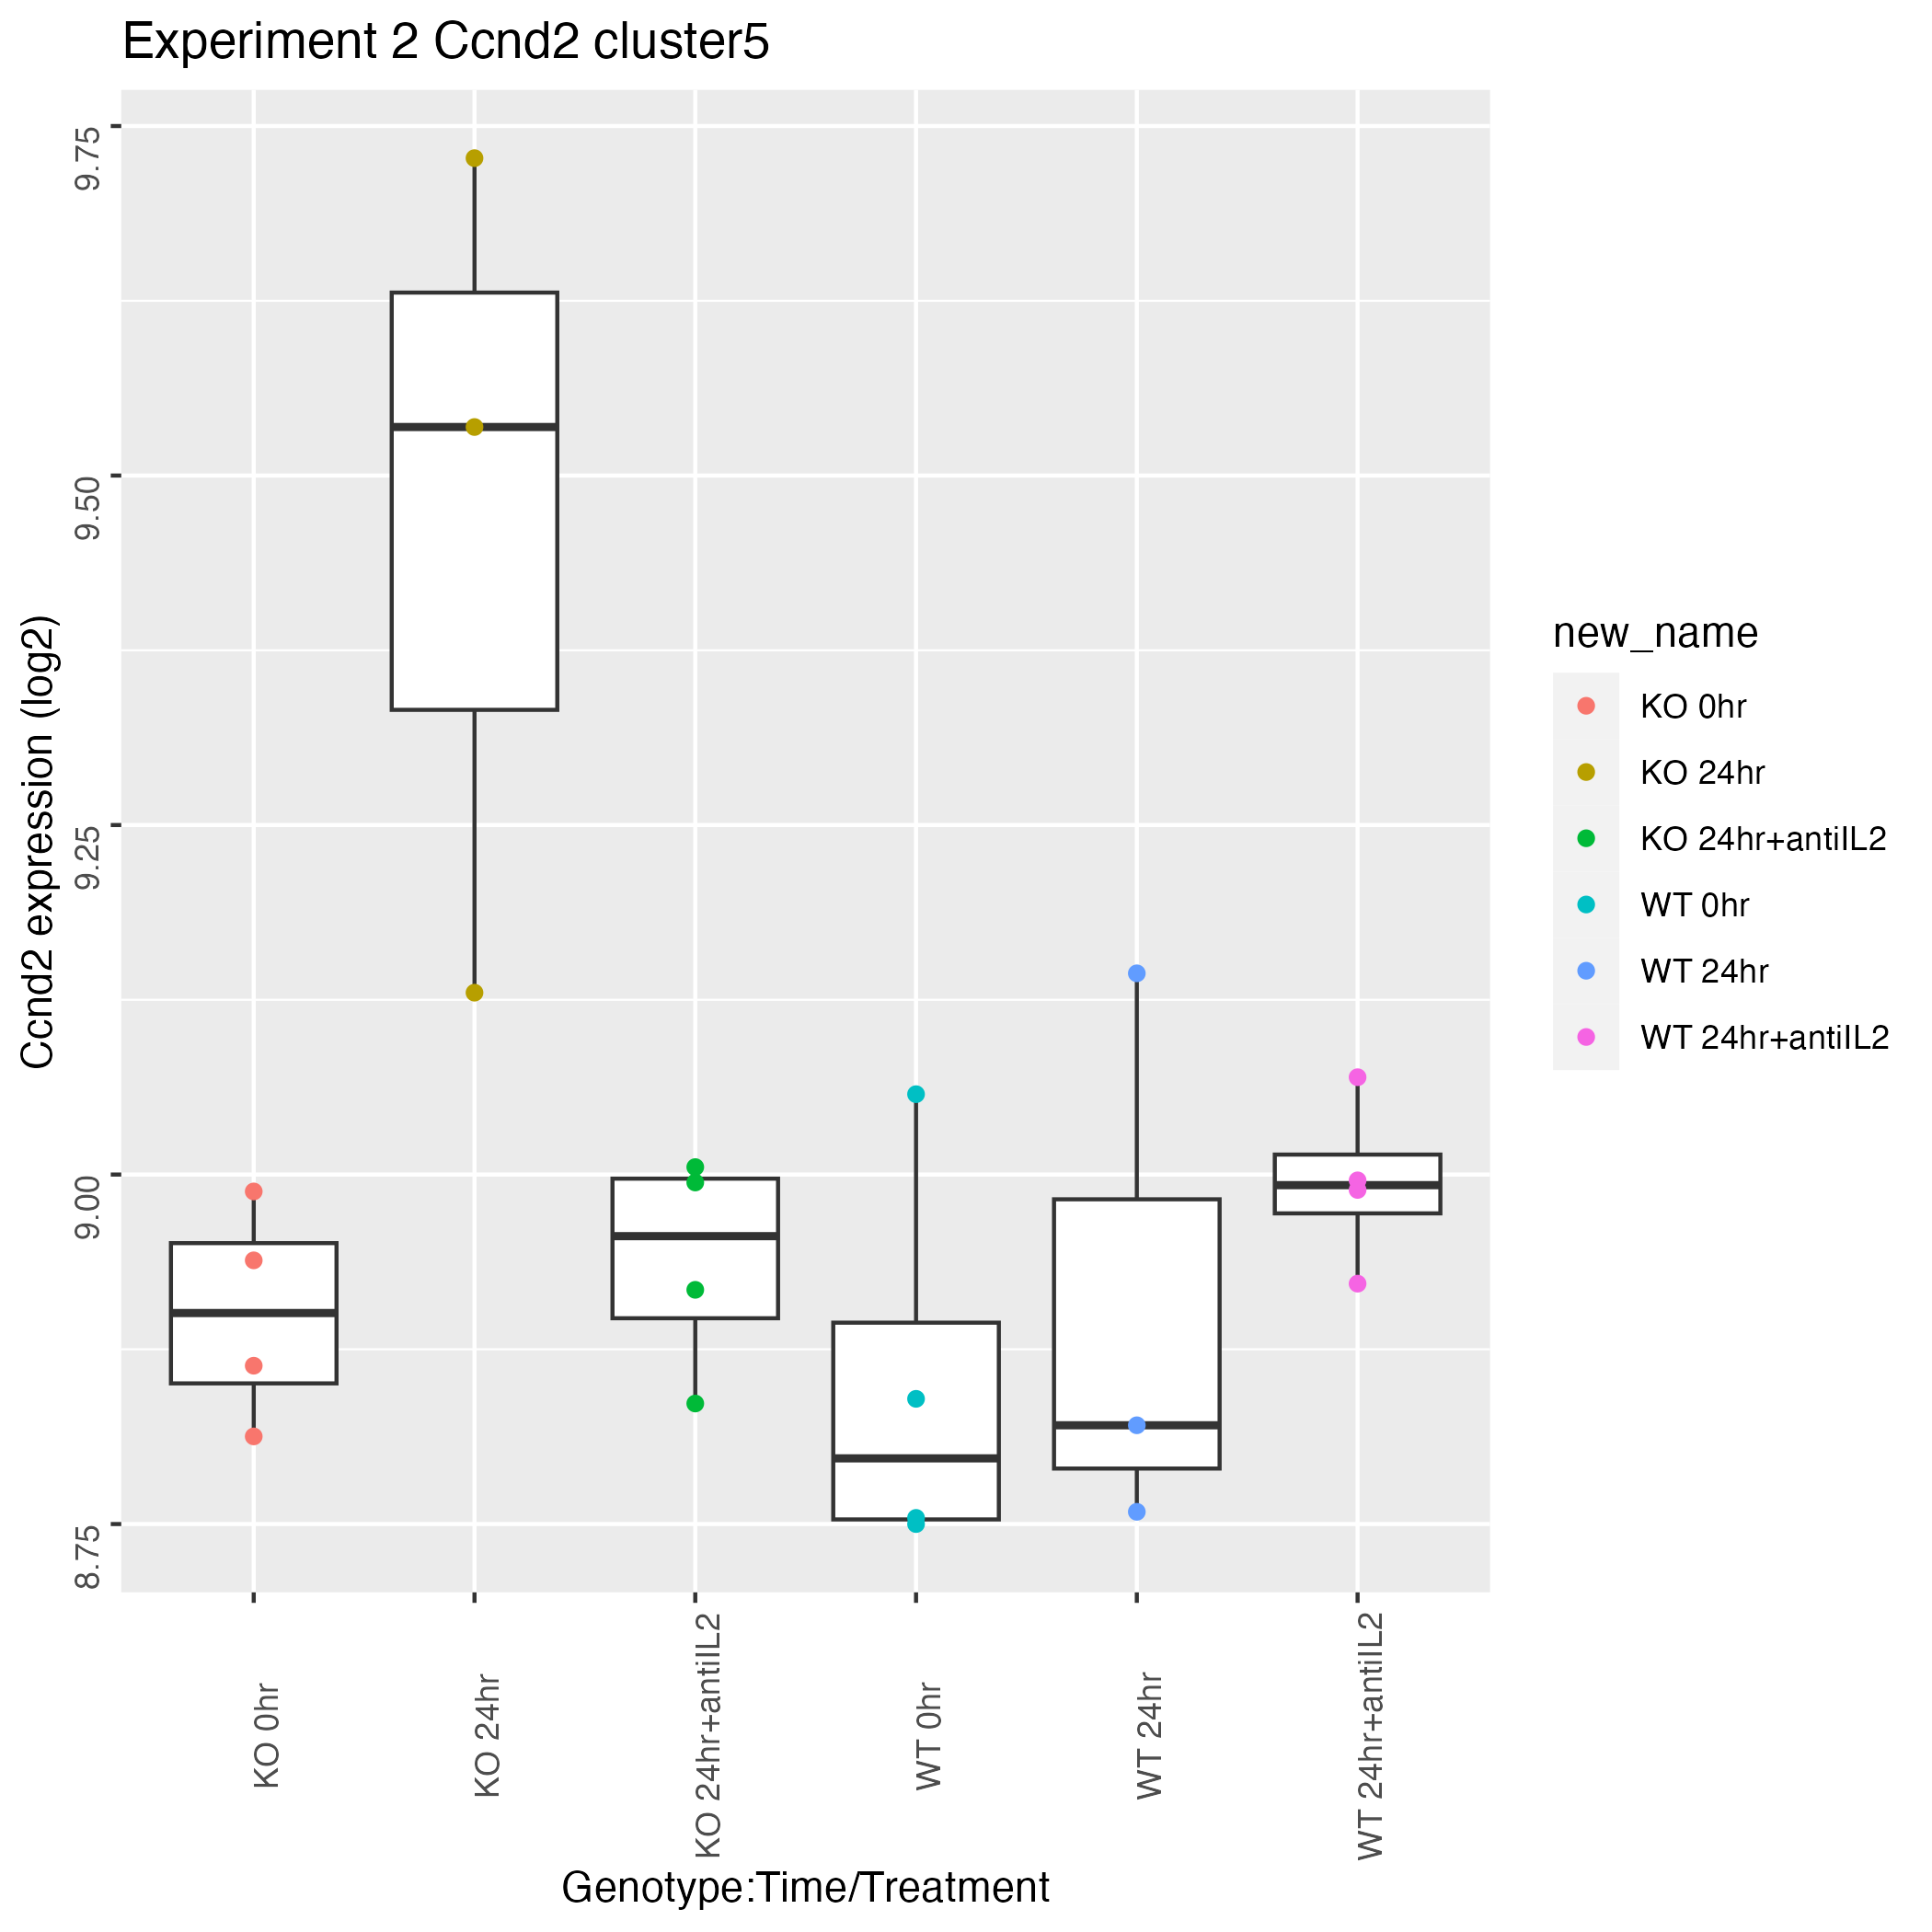 Experiment 2 Ccnd2 cluster5
Ccnd2 expression (log2)
9.75
9.50
9.25
9.00
8.75
KO 0hr
KO 24hr
KO 24hr+antiIL2
WT 0hr
WT 24hr
WT 24hr+antiIL2
Genotype:Time/Treatment
new_name
KO 0hr
KO 24hr
KO 24hr+antiIL2
WT 0hr
WT 24hr
WT 24hr+antiIL2